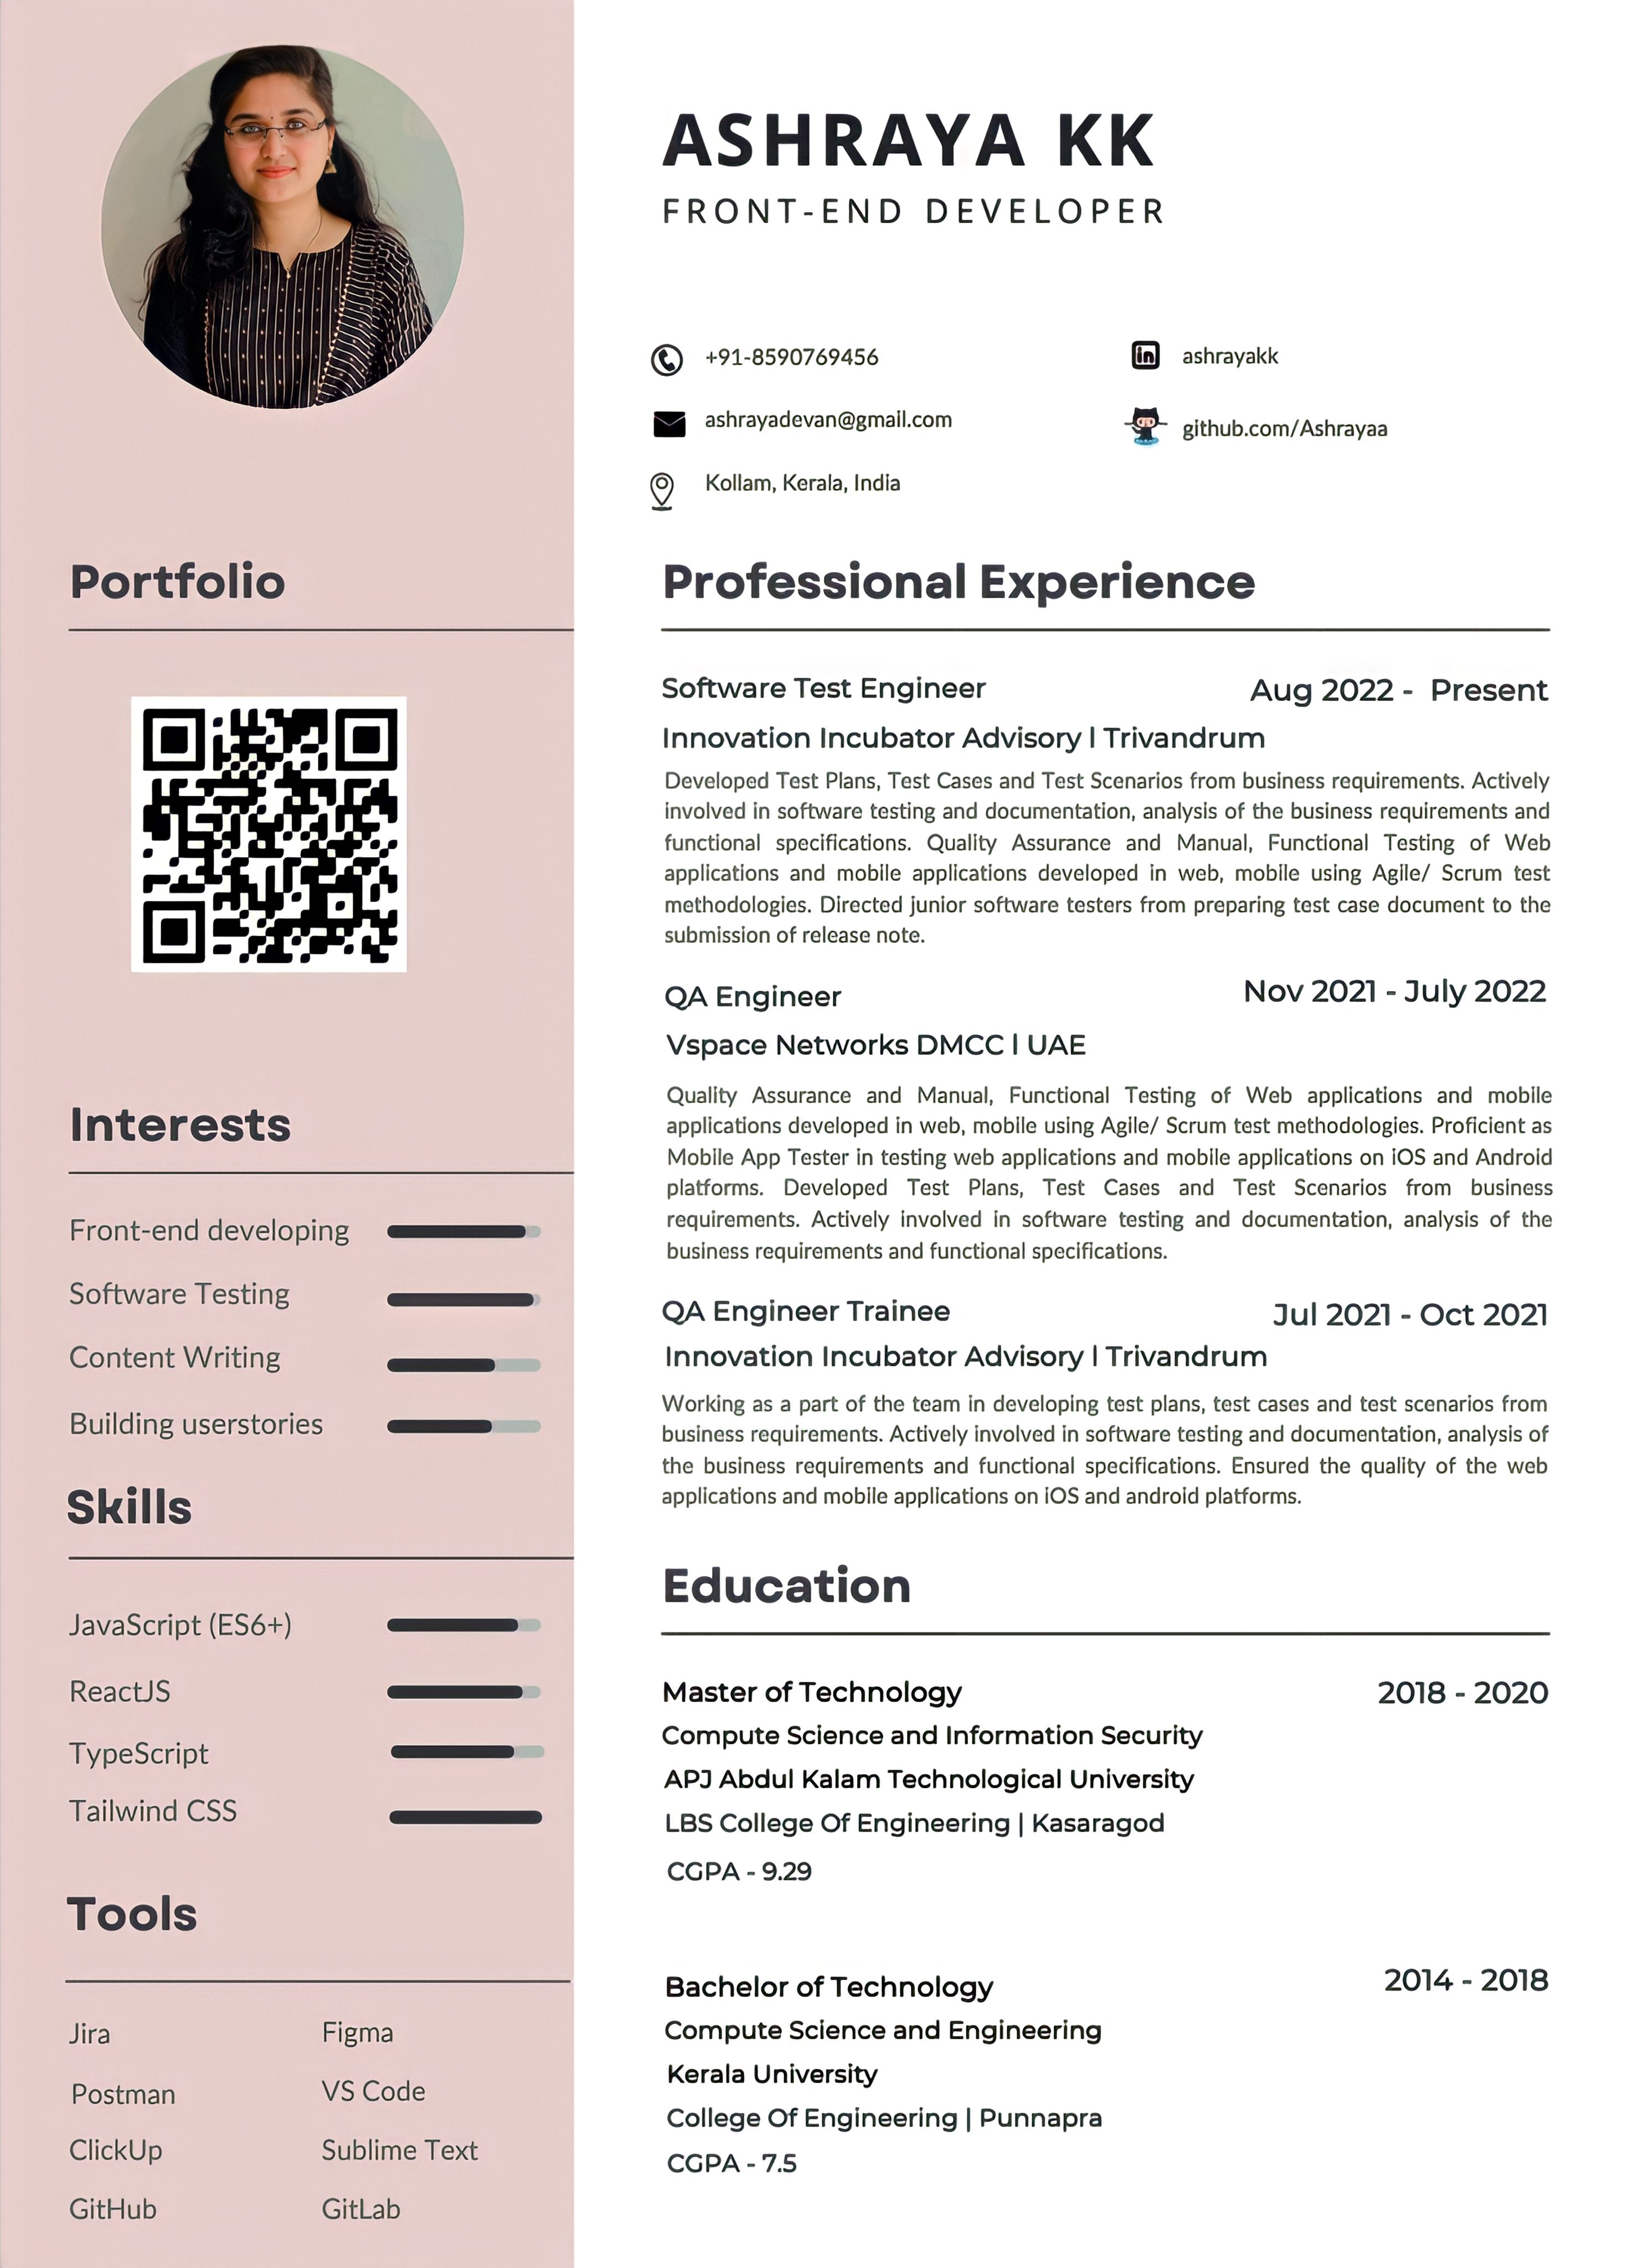 ASHRAYA KK
FRONT-END DEVELOPER
+91-8590769456
ashrayadevan@gmail.com
Kollam, Kerala, India
in
ashrayakk
github.com/Ashrayaa
Portfolio
Interests
Front-end developing
Software Testing
Content Writing
Building userstories
Skills
JavaScript (ES6+)
ReactJS
TypeScript
Tailwind CSS
Tools
Jira
Figma
Postman
VS Code
ClickUp
Sublime Text
GitHub
GitLab
Professional Experience
Software Test Engineer
Aug 2022 - Present
Innovation Incubator Advisory | Trivandrum
Developed Test Plans, Test Cases and Test Scenarios from business requirements. Actively
involved in software testing and documentation, analysis of the business requirements and
functional specifications. Quality Assurance and Manual, Functional Testing of Web
applications and mobile applications developed in web, mobile using Agile/ Scrum test
methodologies. Directed junior software testers from preparing test case document to the
submission of release note.
QA Engineer
Nov 2021 - July 2022
Vspace Networks DMCC | UAE
Quality Assurance and Manual, Functional Testing of Web applications and mobile
applications developed in web, mobile using Agile/ Scrum test methodologies. Proficient as
Mobile App Tester in testing web applications and mobile applications on iOS and Android
platforms. Developed Test Plans, Test Cases and Test Scenarios from business
requirements. Actively involved in software testing and documentation, analysis of the
business requirements and functional specifications.
QA Engineer Trainee
Jul 2021 - Oct 2021
Innovation Incubator Advisory | Trivandrum
Working as a part of the team in developing test plans, test cases and test scenarios from
business requirements. Actively involved in software testing and documentation, analysis of
the business requirements and functional specifications. Ensured the quality of the web
applications and mobile applications on iOS and android platforms.
Education
Master of Technology
2018 - 2020
Compute Science and Information Security
APJ Abdul Kalam Technological University
LBS College Of Engineering | Kasaragod
CGPA - 9.29
Bachelor of Technology
2014 - 2018
Compute Science and Engineering
Kerala University
College Of Engineering | Punnapra
CGPA - 7.5